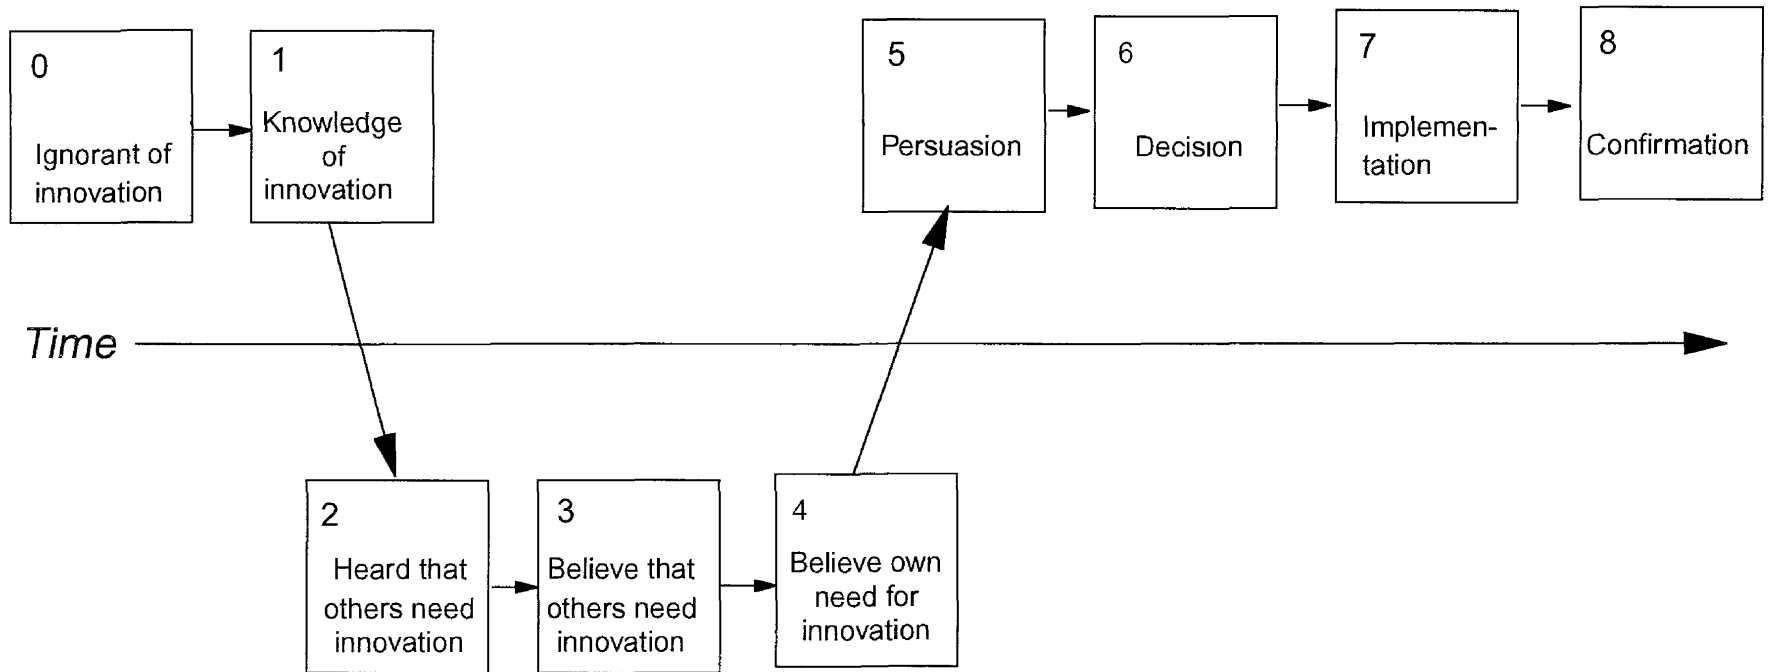 0
Ignorant of
innovation
1
Knowledge
of
innovation
5
Persuasion
6
Decision
7
Implemen-
tation
8
Confirmation
Time
2
Heard that
others need
innovation
3
Believe that
others need
innovation
4
Believe own
need for
innovation